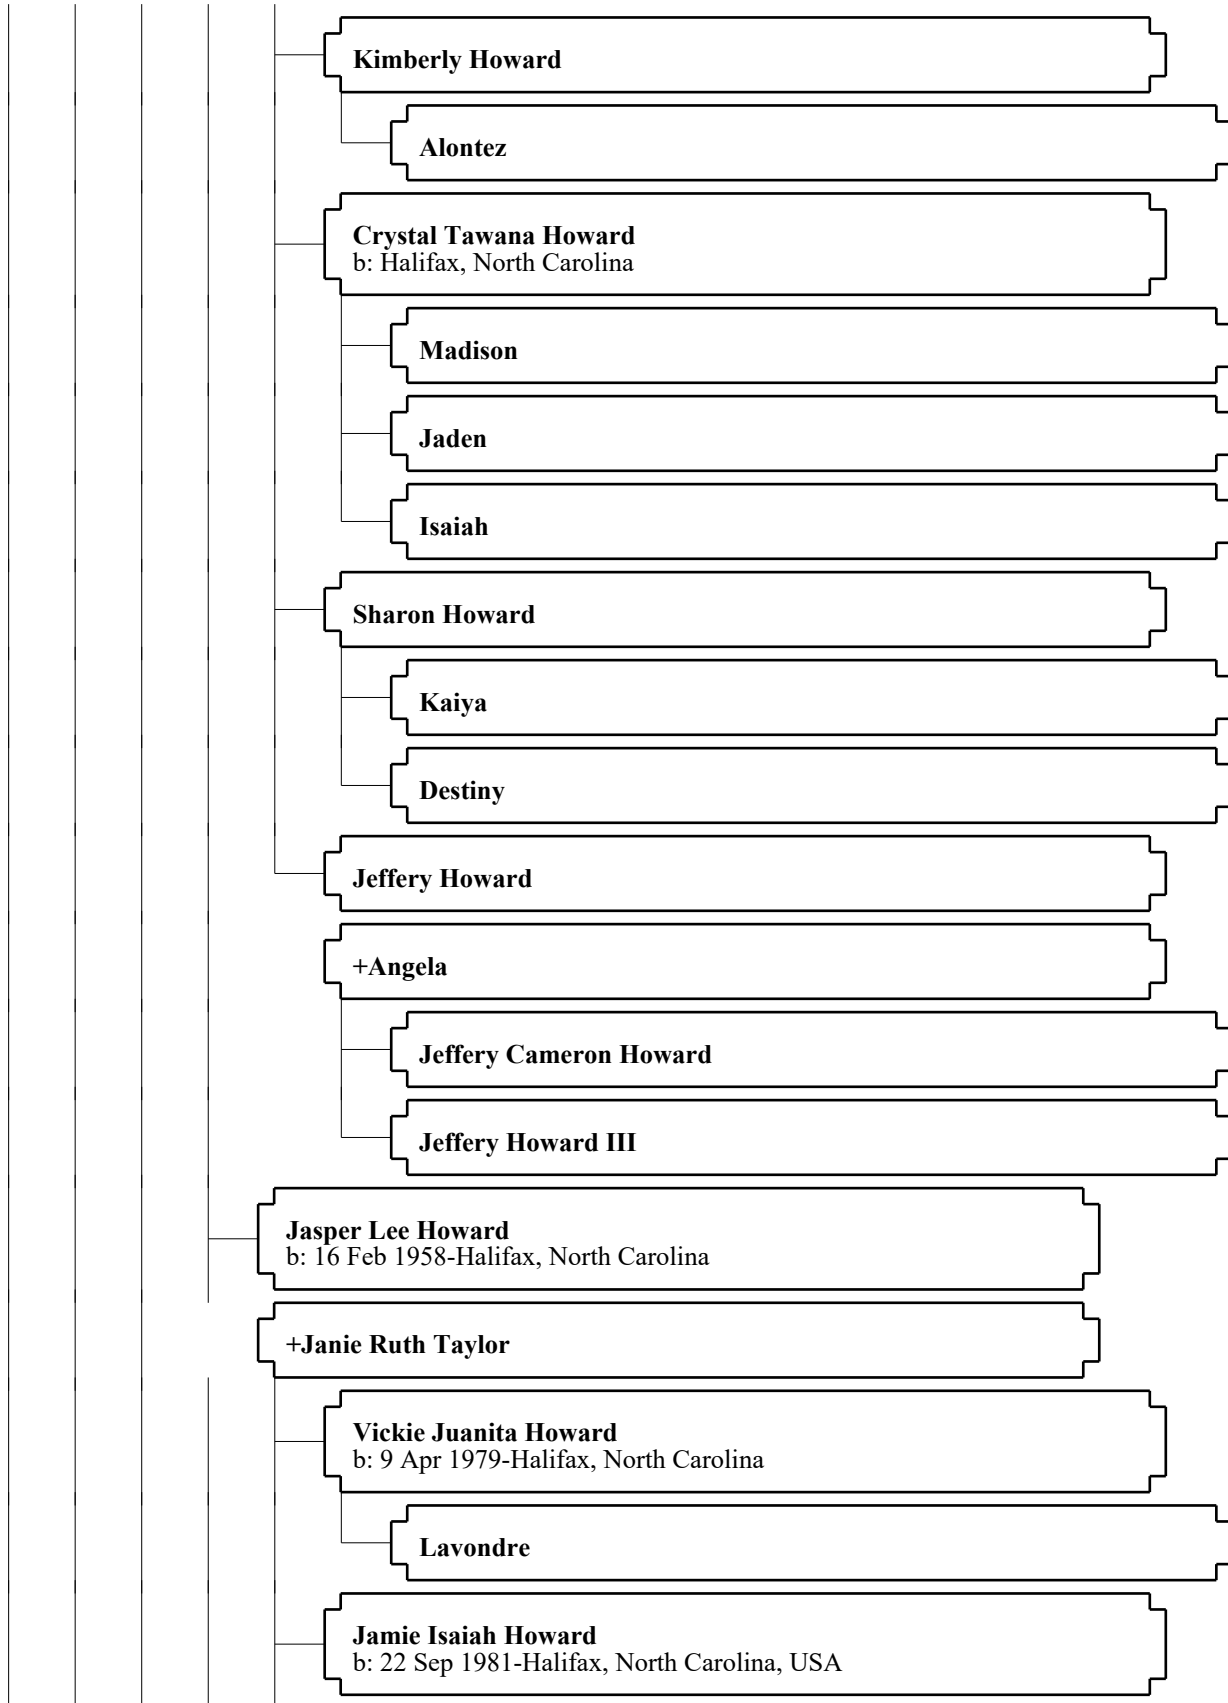 Kimberly Howard
Alontez
Crystal Tawana Howard
b: Halifax, North Carolina
Madison
Jaden
Isaiah
Sharon Howard
Kaiya
Destiny
Jeffery Howard
+Angela
Jeffery Cameron Howard
Jeffery Howard III
Jasper Lee Howard
b: 16 Feb 1958-Halifax, North Carolina
+Janie Ruth Taylor
Vickie Juanita Howard
b: 9 Apr 1979-Halifax, North Carolina
Lavondre
Jamie Isaiah Howard
b: 22 Sep 1981-Halifax, North Carolina, USA